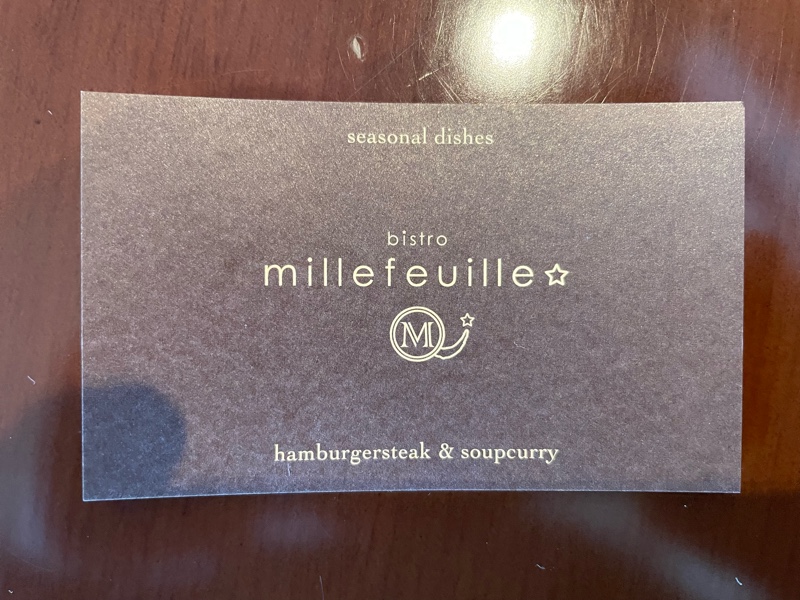 seasonal dishes
bistro
millefeuille☆
M
hamburgersteak & soupcurry